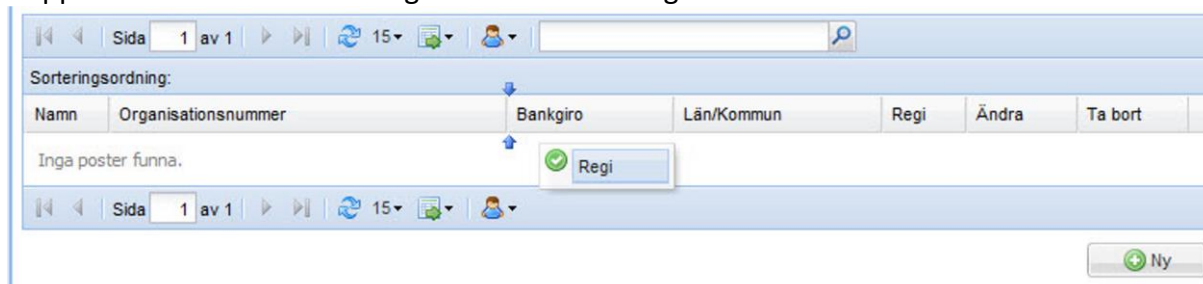 Sida 1 av 1 15
Sorteringsordning:
Namn Organisationsnummer Bankgiro Län/Kommun Regi Ändra Ta bort
Inga poster funna.
Regi
Sida 1 av 1 15
Ny